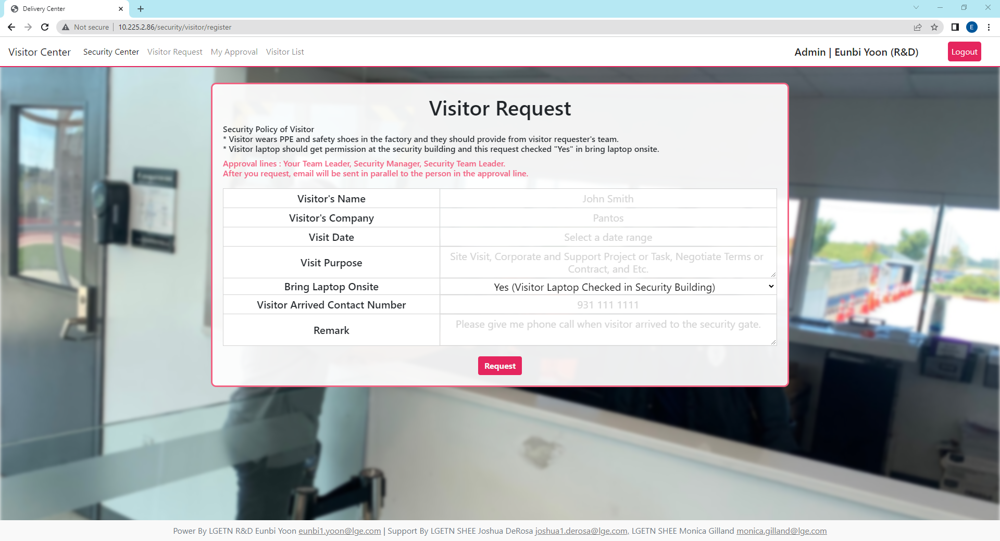 Delivery Center
Not secure
10.225.2.86/security/visitor/register
E
Visitor Center Security Center Visitor Request My Approval Visitor List Admin | Eunbi Yoon (R&D) Logout
Visitor Request
Security Policy of Visitor
* Visitor wears PPE and safety shoes in the factory and they should provide from visitor requester's team.
* Visitor laptop should get permission at the security building and this request checked "Yes" in bring laptop onsite.
Approval lines : Your Team Leader, Security Manager, Security Team Leader.
After you request, email will be sent in parallel to the person in the approval line.
Visitor's Name John Smith
Visitor's Company Pantos
Visit Date Select a date range
Visit Purpose Site Visit, Corporate and Support Project or Task, Negotiate Terms or
Contract, and Etc.
Bring Laptop Onsite Yes (Visitor Laptop Checked in Security Building)
Visitor Arrived Contact Number 931 111 1111
Remark Please give me phone call when visitor arrived to the security gate.
Request
Power By LGETN R&D Eunbi Yoon eunbi1.yoon@lge.com | Support By LGETN SHEE Joshua DeRosa joshua1.derosa@lge.com, LGETN SHEE Monica Gilland monica.gilland@lge.com